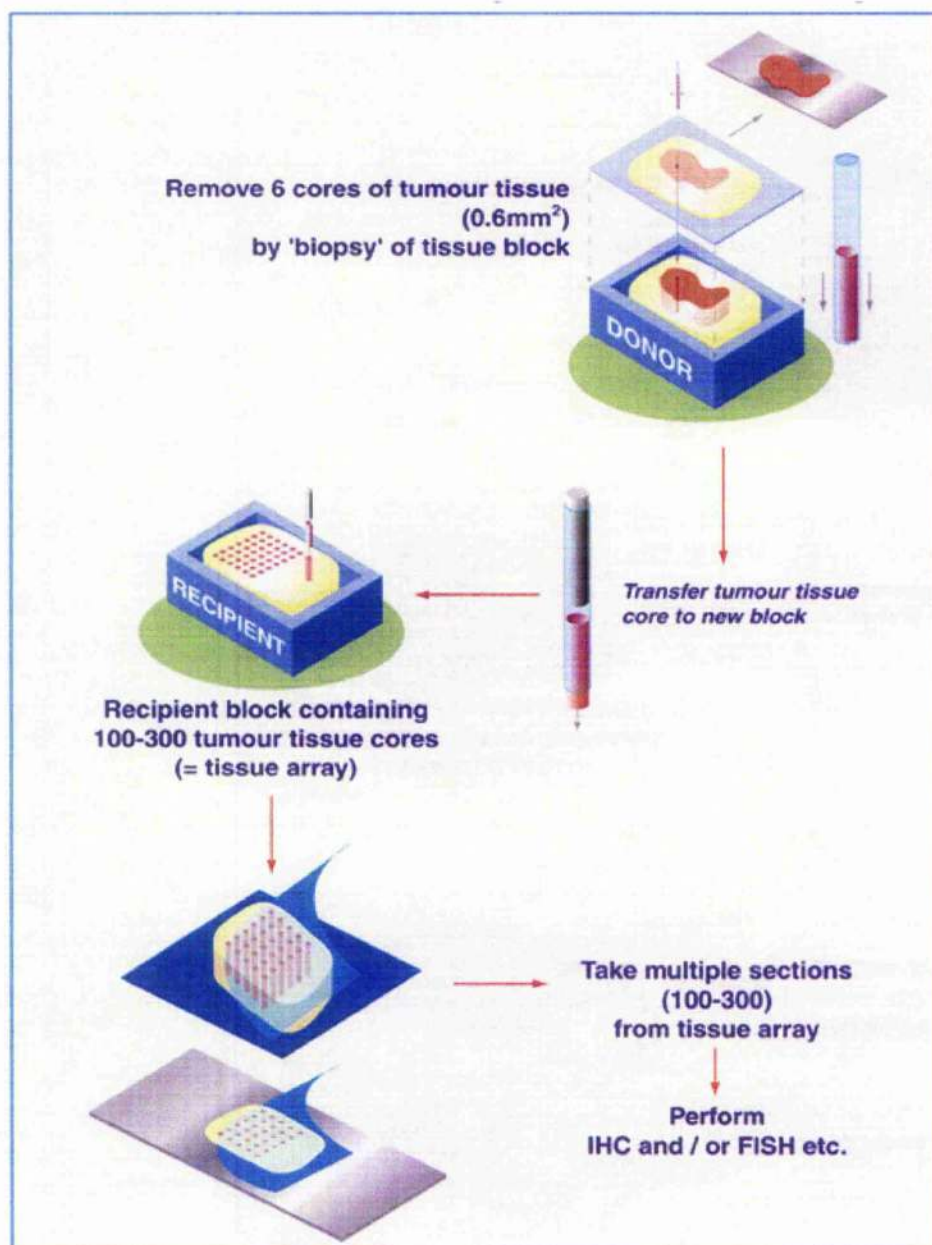 Remove 6 cores of tumour tissue
(0.6mm²)
by 'biopsy' of tissue block
DONOR
Transfer tumour tissue
core to new block
RECIPIENT
Recipient block containing
100-300 tumour tissue cores
(= tissue array)
Take multiple sections
(100-300)
from tissue array
Perform
IHC and / or FISH etc.